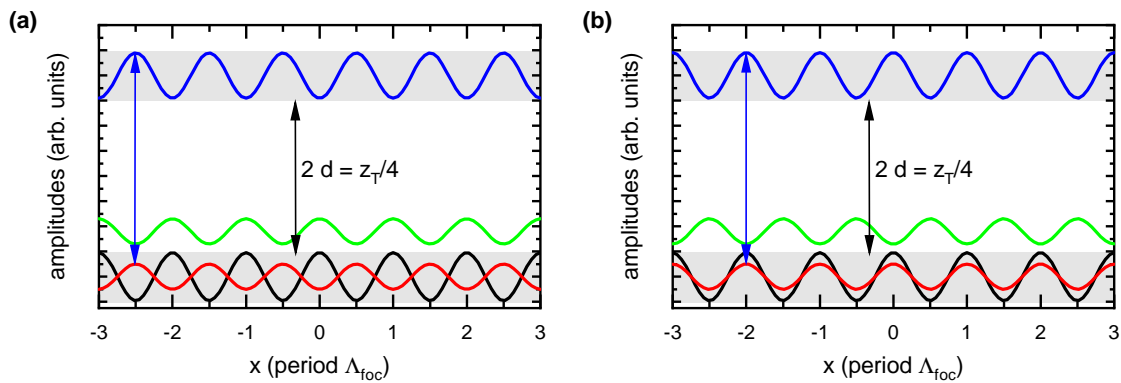 (a)
amplitudes (arb. units)
2 d = z_T/4
-3 -2 -1 0 1 2 3
x (period Λ_foc)
(b)
amplitudes (arb. units)
2 d = z_T/4
-3 -2 -1 0 1 2 3
x (period Λ_foc)